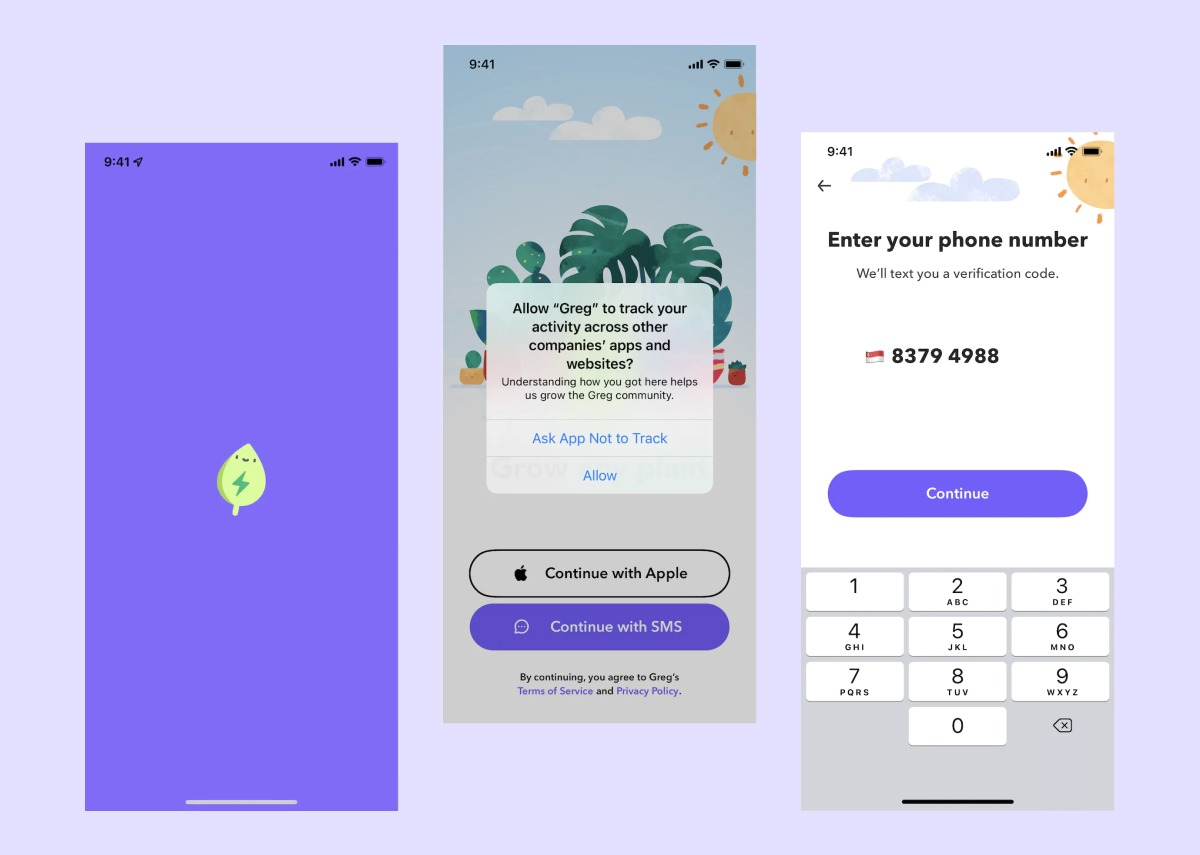 9:41
9:41
Allow “Greg” to track your
activity across other
companies’ apps and
websites?
Understanding how you got here helps
us grow the Greg community.
Ask App Not to Track
Grow your plant
Allow
Continue with Apple
Continue with SMS
By continuing, you agree to Greg’s
Terms of Service and Privacy Policy.
9:41
Enter your phone number
We’ll text you a verification code.
8379 4988
Continue
1
2
ABC
3
DEF
4
GHI
5
JKL
6
MNO
7
PQRS
8
TUV
9
WXYZ
0